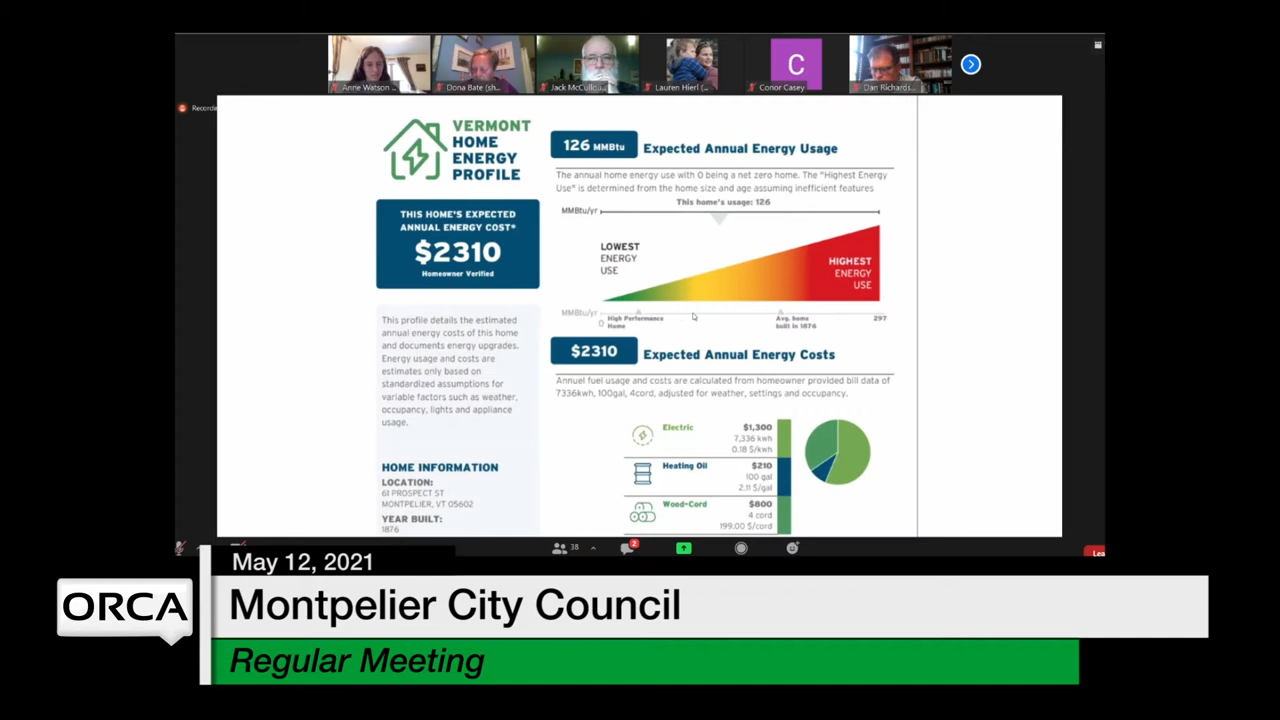 Anne Watson ...
Dona Bate (sh...
Jack McCullou...
Lauren Hierl (...
C
Conor Casey
Dan Richards...
Recordi
VERMONT
HOME
ENERGY
PROFILE
THIS HOME'S EXPECTED
ANNUAL ENERGY COST*
$2310
Homeowner Verified
This profile details the estimated
annual energy costs of this home
and documents energy upgrades.
Energy usage and costs are
estimates only based on
standardized assumptions for
variable factors such as weather,
occupancy, lights and appliance
usage.
HOME INFORMATION
LOCATION:
61 PROSPECT ST
MONTPELIER, VT 05602
YEAR BUILT:
1876
126 MMBtu
Expected Annual Energy Usage
The annual home energy use with 0 being a net zero home. The "Highest Energy
Use" is determined from the home size and age assuming inefficient features
This home's usage: 126
MMBtu/yr
LOWEST
ENERGY
USE
HIGHEST
ENERGY
USE
MMBtu/yr
0
High Performance
Home
Avg. home
built in 1876
297
$2310
Expected Annual Energy Costs
Annual fuel usage and costs are calculated from homeowner provided bill data of
7336kwh, 100gal, 4cord, adjusted for weather, settings and occupancy.
Electric
$1,300
7,336 kwh
0.18 $/kwh
Heating Oil
$210
100 gal
2.11 $/gal
Wood-Cord
$800
4 cord
199.00 $/cord
38
2
Lea
May 12, 2021
ORCA
Montpelier City Council
Regular Meeting